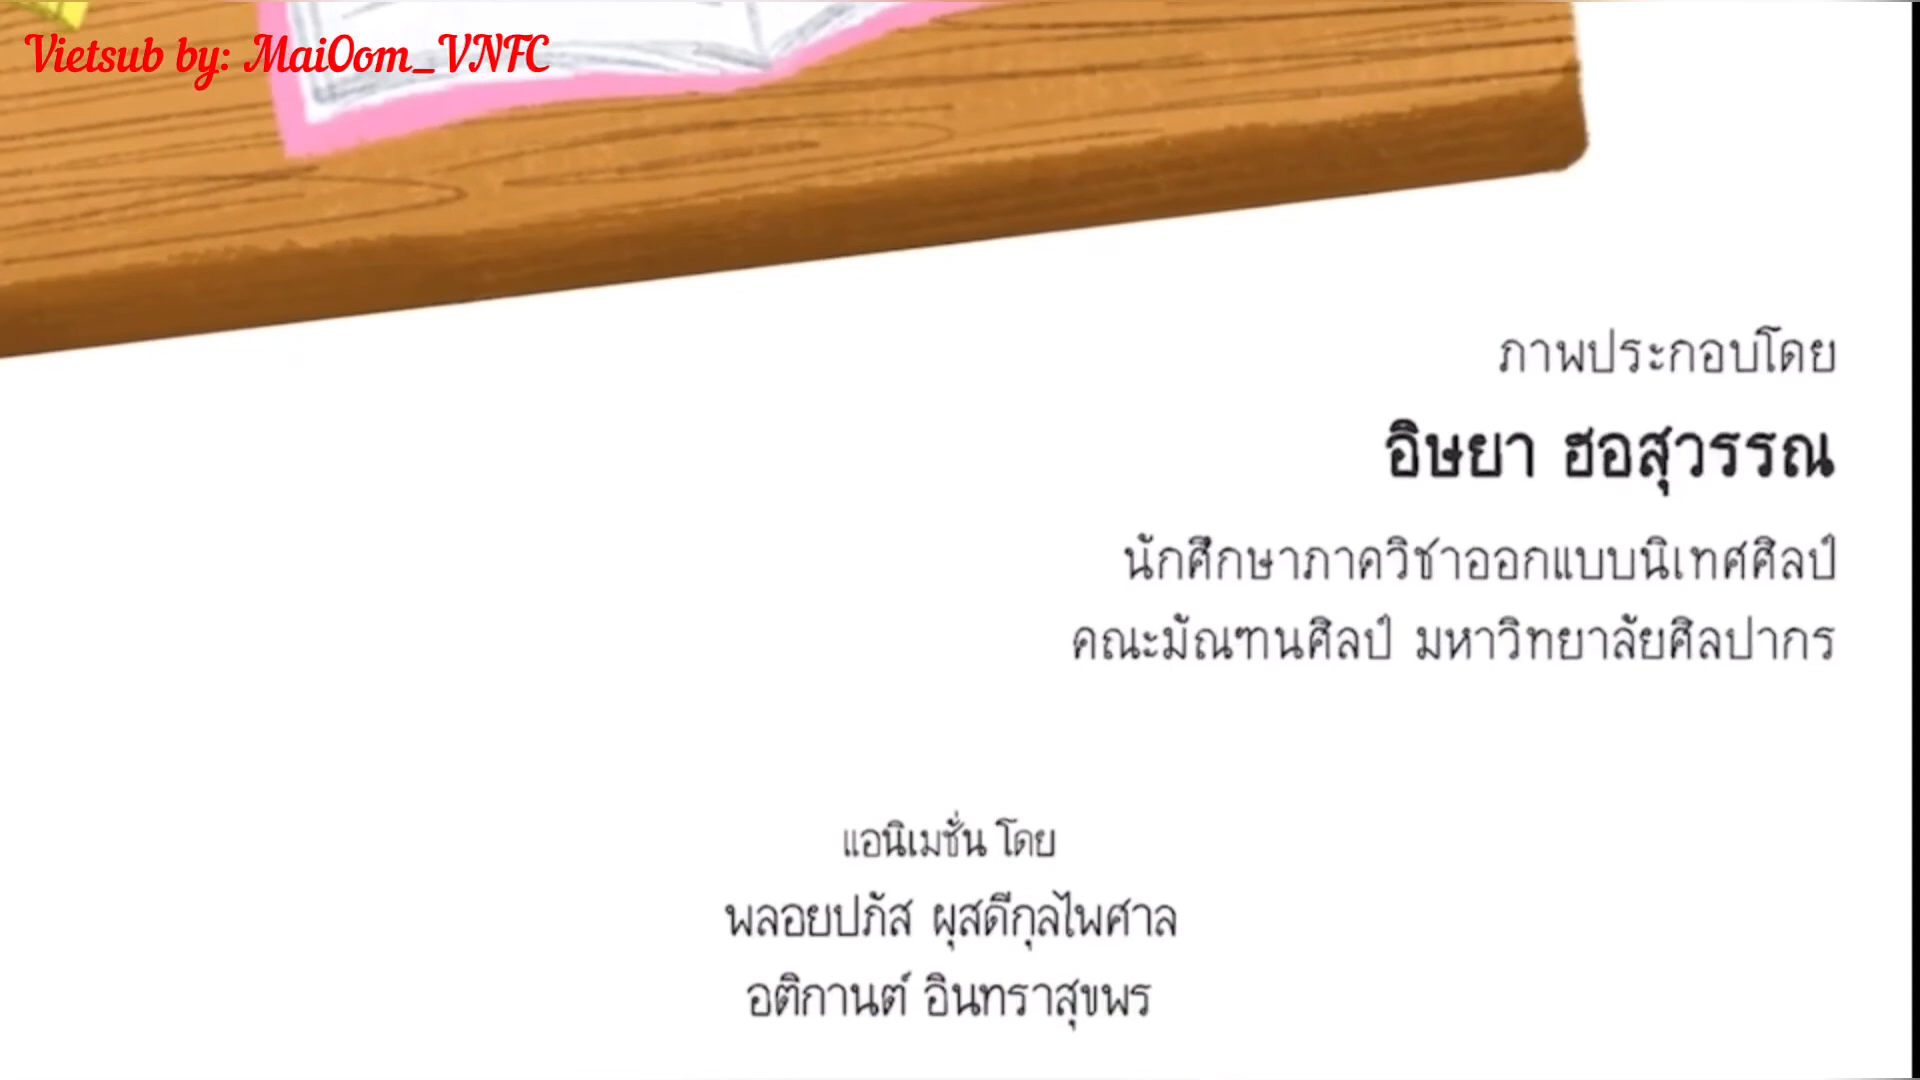 Vietsub by: MaiOom_VNFC
ภาพประกอบโดย
อิษยา ฮอสุวรรณ
นักศึกษาภาควิชาออกแบบนิเทศศิลป์
คณะมัณฑนศิลป์ มหาวิทยาลัยศิลปากร
แอนิเมชั่น โดย
พลอยปภัส ผุสดีกุลไพศาล
อติกานต์ อินทราสุขพร